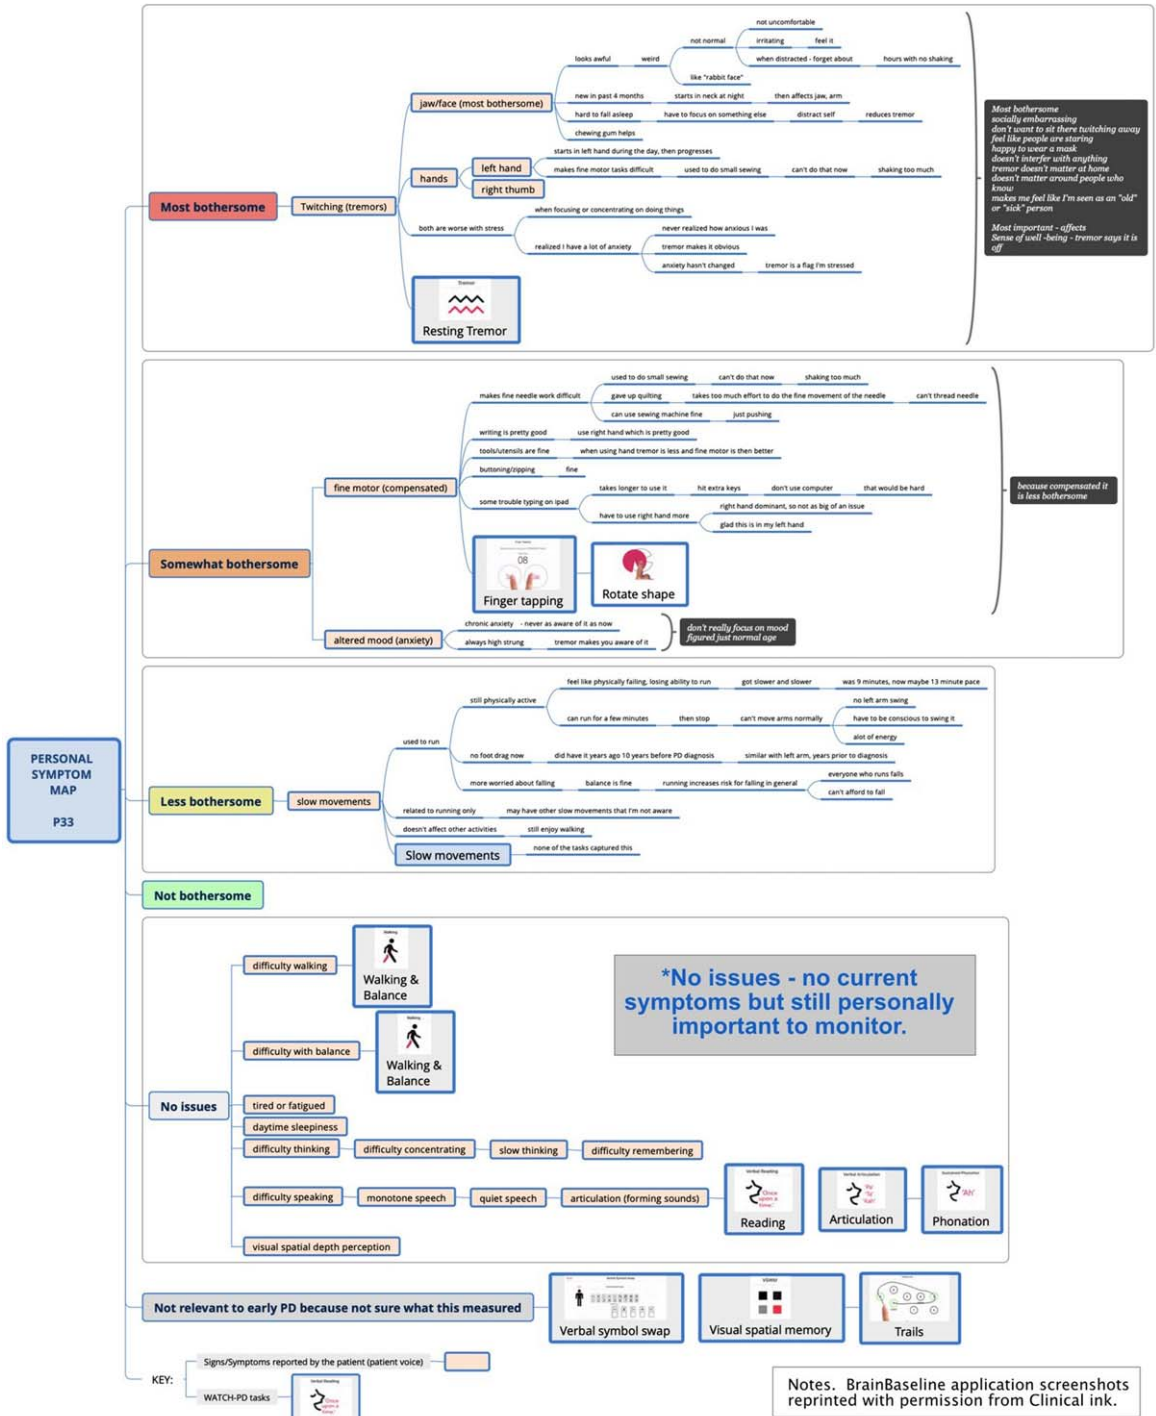 PERSONAL
SYMPTOM
MAP
P33
Most bothersome
Twitching (tremors)
jaw/face (most bothersome)
looks awful
weird
not normal
not uncomfortable
irritating
feel it
when distracted - forget about
hours with no shaking
like "rabbit face"
new in past 4 months
starts in neck at night
then affects jaw, arm
hard to fall asleep
have to focus on something else
distract self
reduces tremor
chewing gum helps
hands
left hand
starts in left hand during the day, then progresses
makes fine motor tasks difficult
used to do small sewing
can't do that now
shaking too much
right thumb
both are worse with stress
when focusing or concentrating on doing things
realized I have a lot of anxiety
never realized how anxious I was
tremor makes it obvious
anxiety hasn't changed
tremor is a flag I'm stressed
Tremor
Resting Tremor
Most bothersome
socially embarrassing
don't want to sit there twitching away
feel like people are staring
happy to wear a mask
doesn't interfer with anything
tremor doesn't matter at home
doesn't matter around people who
know
makes me feel like I'm seen as an "old"
or "sick" person
Most important - affects
Sense of well -being - tremor says it is
off
Somewhat bothersome
fine motor (compensated)
makes fine needle work difficult
used to do small sewing
can't do that now
shaking too much
gave up quilting
takes too much effort to do the fine movement of the needle
can't thread needle
can use sewing machine fine
just pushing
writing is pretty good
use right hand which is pretty good
tools/utensils are fine
when using hand tremor is less and fine motor is then better
buttoning/zipping
fine
some trouble typing on ipad
takes longer to use it
hit extra keys
don't use computer
that would be hard
have to use right hand more
right hand dominant, so not as big of an issue
glad this is in my left hand
08
Finger tapping
Rotate shape
because compensated it
is less bothersome
altered mood (anxiety)
chronic anxiety - never as aware of it as now
always high strung
tremor makes you aware of it
don't really focus on mood
figured just normal age
Less bothersome
slow movements
used to run
still physically active
feel like physically failing, losing ability to run
got slower and slower
was 9 minutes, now maybe 13 minute pace
can run for a few minutes
then stop
can't move arms normally
no left arm swing
have to be conscious to swing it
alot of energy
no foot drag now
did have it years ago 10 years before PD diagnosis
similar with left arm, years prior to diagnosis
more worried about falling
balance is fine
running increases risk for falling in general
everyone who runs falls
can't afford to fall
related to running only
may have other slow movements that I'm not aware
doesn't affect other activities
still enjoy walking
Slow movements
none of the tasks captured this
Not bothersome
No issues
difficulty walking
Walking
Walking &
Balance
difficulty with balance
Walking
Walking &
Balance
*No issues - no current
symptoms but still personally
important to monitor.
tired or fatigued
daytime sleepiness
difficulty thinking
difficulty concentrating
slow thinking
difficulty remembering
difficulty speaking
monotone speech
quiet speech
articulation (forming sounds)
Verbal Reading
"Once
upon a
time."
Reading
Verbal Articulation
Articulation
Sustained Phonation
"Ah"
Phonation
visual spatial depth perception
Not relevant to early PD because not sure what this measured
Verbal symbol swap
Visual spatial memory
Trails
KEY:
Signs/Symptoms reported by the patient (patient voice)
WATCH-PD tasks
Verbal Reading
"Once
upon a
time."
Notes. BrainBaseline application screenshots
reprinted with permission from Clinical ink.